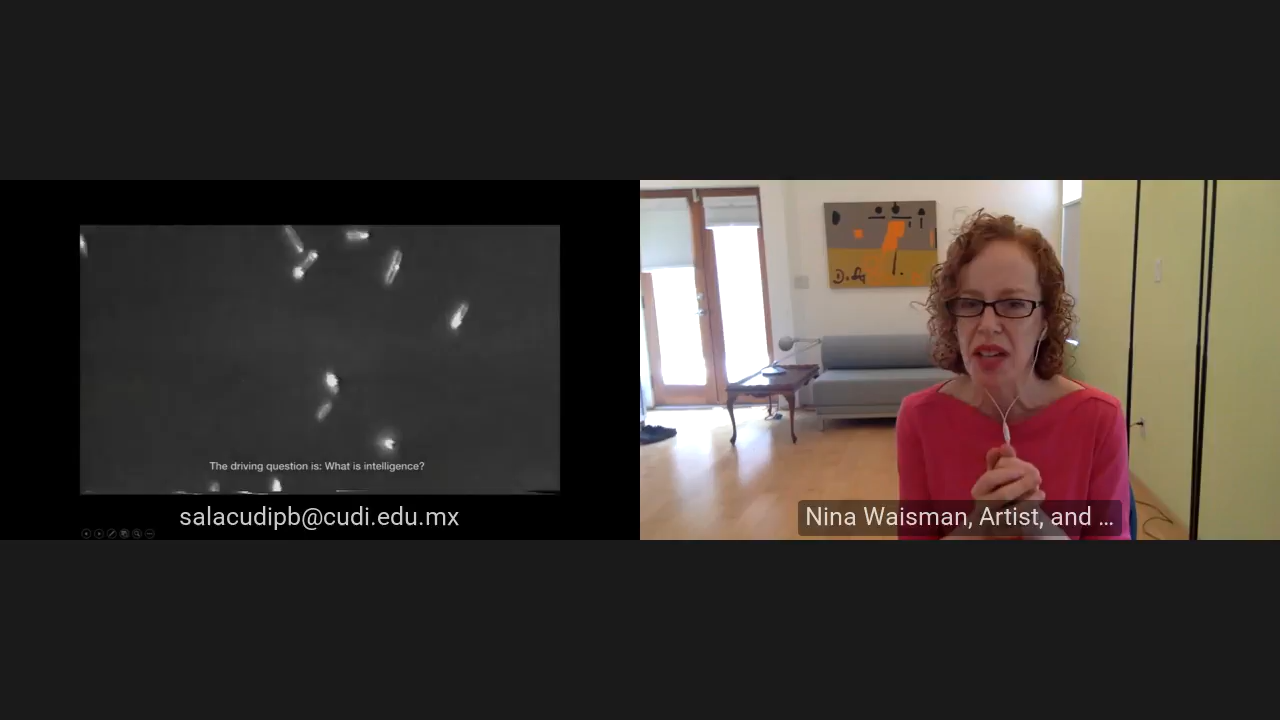 The driving question is: What is intelligence?
salacudipb@cudi.edu.mx
Nina Waisman, Artist, and ...